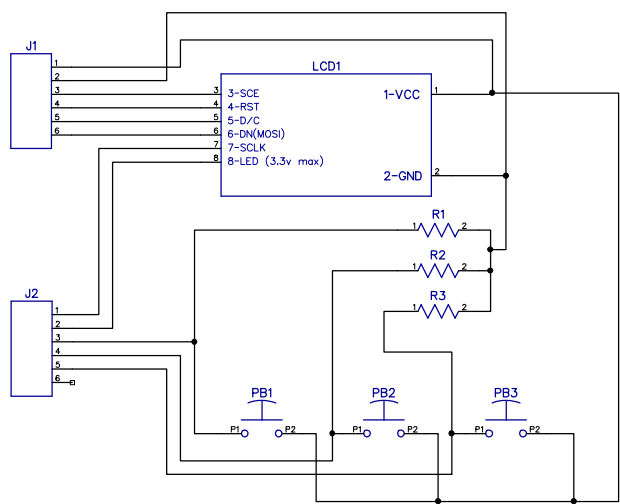 J1
1
2
3
4
5
6
LCD1
3 3-SCE
4 4-RST
5 5-D/C
6 6-DN(MOSI)
7 7-SCLK
8 8-LED (3.3v max)
1-VCC 1
2-GND 2
R1
1 2
R2
1 2
R3
1 2
J2
1
2
3
4
5
6
PB1
P1 P2
PB2
P1 P2
PB3
P1 P2